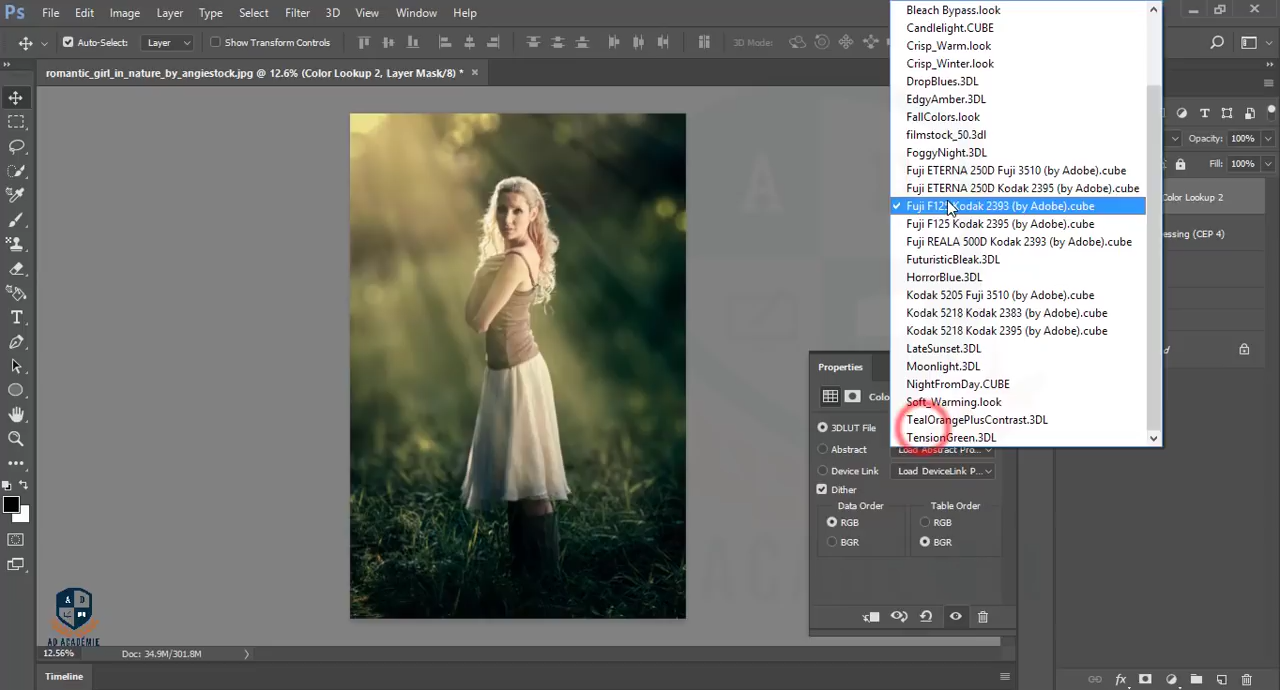 Ps File Edit Image Layer Type Select Filter 3D View Window Help
Auto-Select: Layer Show Transform Controls 3D Mode:
romantic_girl_in_nature_by_angiestock.jpg @ 12.6% (Color Lookup 2, Layer Mask/8) *
Bleach Bypass.look
Candlelight.CUBE
Crisp_Warm.look
Crisp_Winter.look
DropBlues.3DL
EdgyAmber.3DL
FallColors.look
filmstock_50.3dl
FoggyNight.3DL
Fuji ETERNA 250D Fuji 3510 (by Adobe).cube
Fuji ETERNA 250D Kodak 2395 (by Adobe).cube
Fuji F125 Kodak 2393 (by Adobe).cube
Fuji F125 Kodak 2395 (by Adobe).cube
Fuji REALA 500D Kodak 2393 (by Adobe).cube
FuturisticBleak.3DL
HorrorBlue.3DL
Kodak 5205 Fuji 3510 (by Adobe).cube
Kodak 5218 Kodak 2383 (by Adobe).cube
Kodak 5218 Kodak 2395 (by Adobe).cube
LateSunset.3DL
Moonlight.3DL
NightFromDay.CUBE
Soft_Warming.look
TealOrangePlusContrast.3DL
TensionGreen.3DL
Opacity: 100%
Fill: 100%
Color Lookup 2
essing (CEP 4)
Properties
Colo
3DLUT File
Abstract Load Abstract Pro...
Device Link Load DeviceLink P...
Dither
Data Order Table Order
RGB RGB
BGR BGR
A D
AD ACADÉMIE
12.56% Doc: 34.9M/301.8M
Timeline